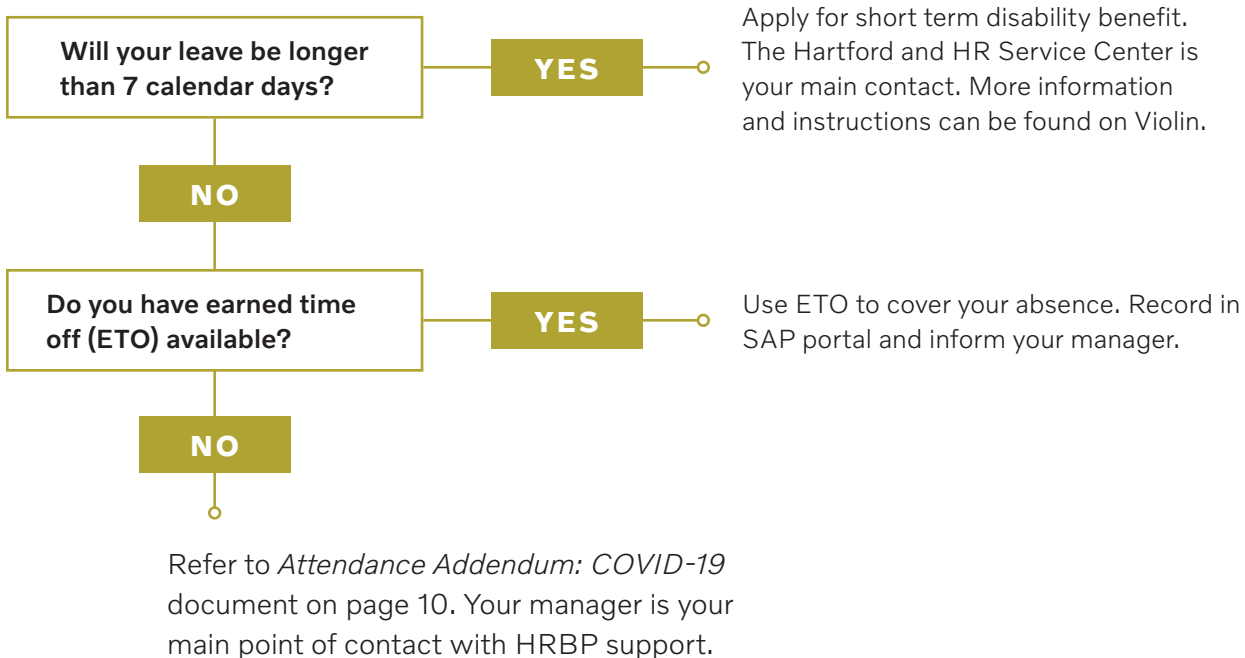 Will your leave be longer
than 7 calendar days?
YES
Apply for short term disability benefit.
The Hartford and HR Service Center is
your main contact. More information
and instructions can be found on Violin.
NO
Do you have earned time
off (ETO) available?
YES
Use ETO to cover your absence. Record in
SAP portal and inform your manager.
NO
Refer to Attendance Addendum: COVID-19
document on page 10. Your manager is your
main point of contact with HRBP support.